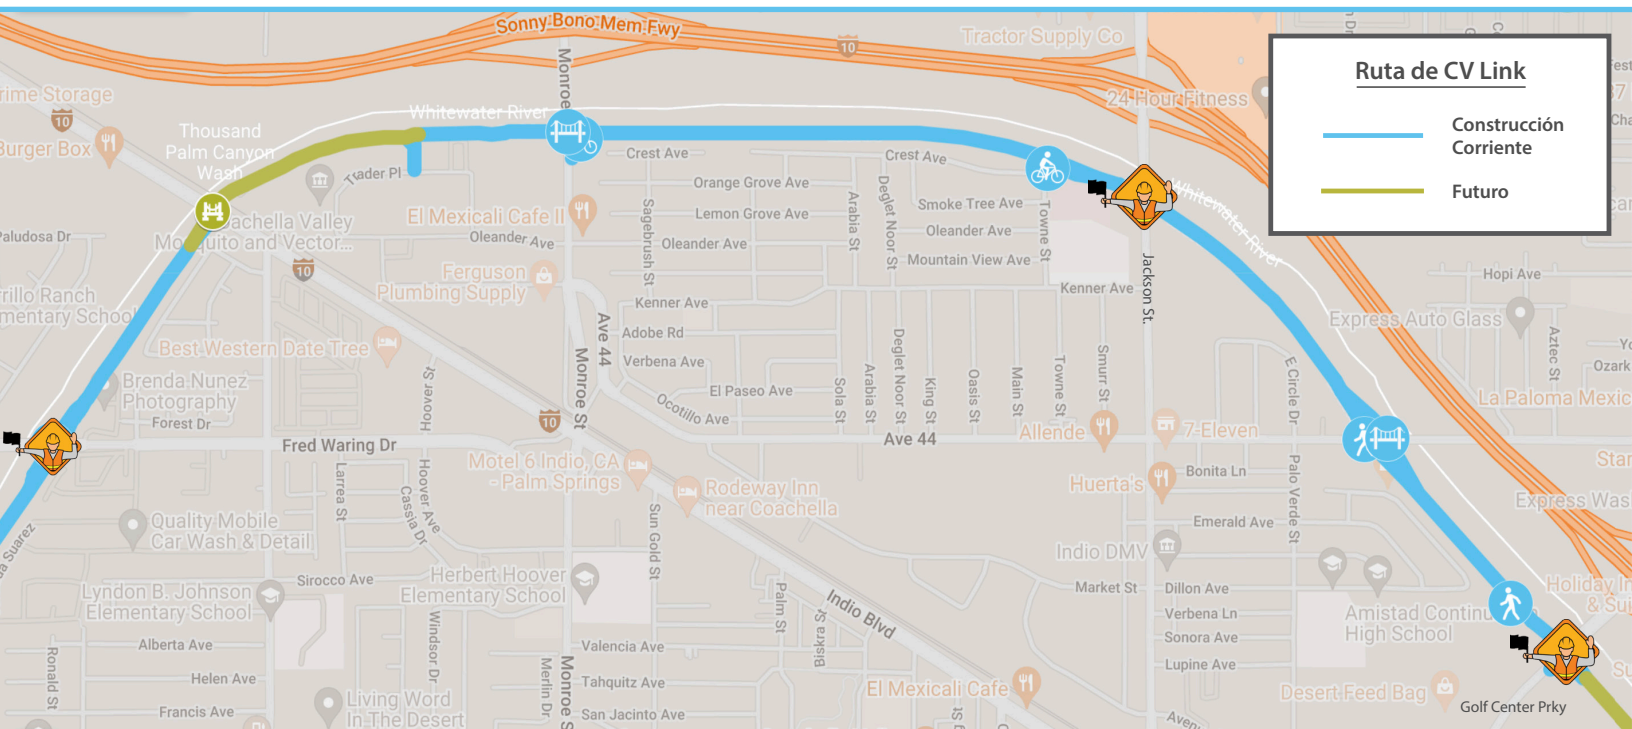 Sonny Bono Mem Fwy
10
Tractor Supply Co
Ruta de CV Link
Construcción
Corriente
Futuro
24 Hour Fitness
Monroe
Whitewater River
Thousand
Palm Canyon
Wash
10
Burger Box
Trader Pl
Crest Ave
Crest Ave
Orange Grove Ave
Lemon Grove Ave
Smoke Tree Ave
Oleander Ave
Mountain View Ave
Kenner Ave
Arabia St
Deglet Noor St
Towne St
Sagebrush St
Whitewater River
Jackson St.
El Mexicali Cafe II
Oleander Ave
Oleander Ave
Paludosa Dr
Mosquito and Vector...
10
Ferguson
Plumbing Supply
Kenner Ave
Adobe Rd
Verbena Ave
El Paseo Ave
Ocotillo Ave
Ave 44
Monroe St
Hopi Ave
Express Auto Glass
Aztec St
Ozark
La Paloma Mexic
Best Western Date Tree
Brenda Nunez
Photography
Forest Dr
Hoover St
Fred Waring Dr
10
Sola St
Arabia St
Deglet Noor St
King St
Oasis St
Main St
Towne St
Smurr St
E Circle Dr
Ave 44
Allende
7-Eleven
Motel 6 Indio, CA
- Palm Springs
Rodeway Inn
near Coachella
Huerta's
Bonita Ln
Palo Verde St
Larrea St
Cassia Dr
Hoover Ave
Quality Mobile
Car Wash & Detail
Sun Gold St
Emerald Ave
Indio DMV
Market St
Dillon Ave
Verbena Ln
Sonora Ave
Lupine Ave
Sirocco Ave
Lyndon B. Johnson
Elementary School
Herbert Hoover
Elementary School
Palm St
Biskra St
Indio Blvd
High School
Alberta Ave
Helen Ave
Francis Ave
Ronald St
Windsor Dr
Merlin Dr
Monroe S
Valencia Ave
Tahquitz Ave
San Jacinto Ave
Living Word
In The Desert
El Mexicali Cafe
Desert Feed Bag
Golf Center Prky